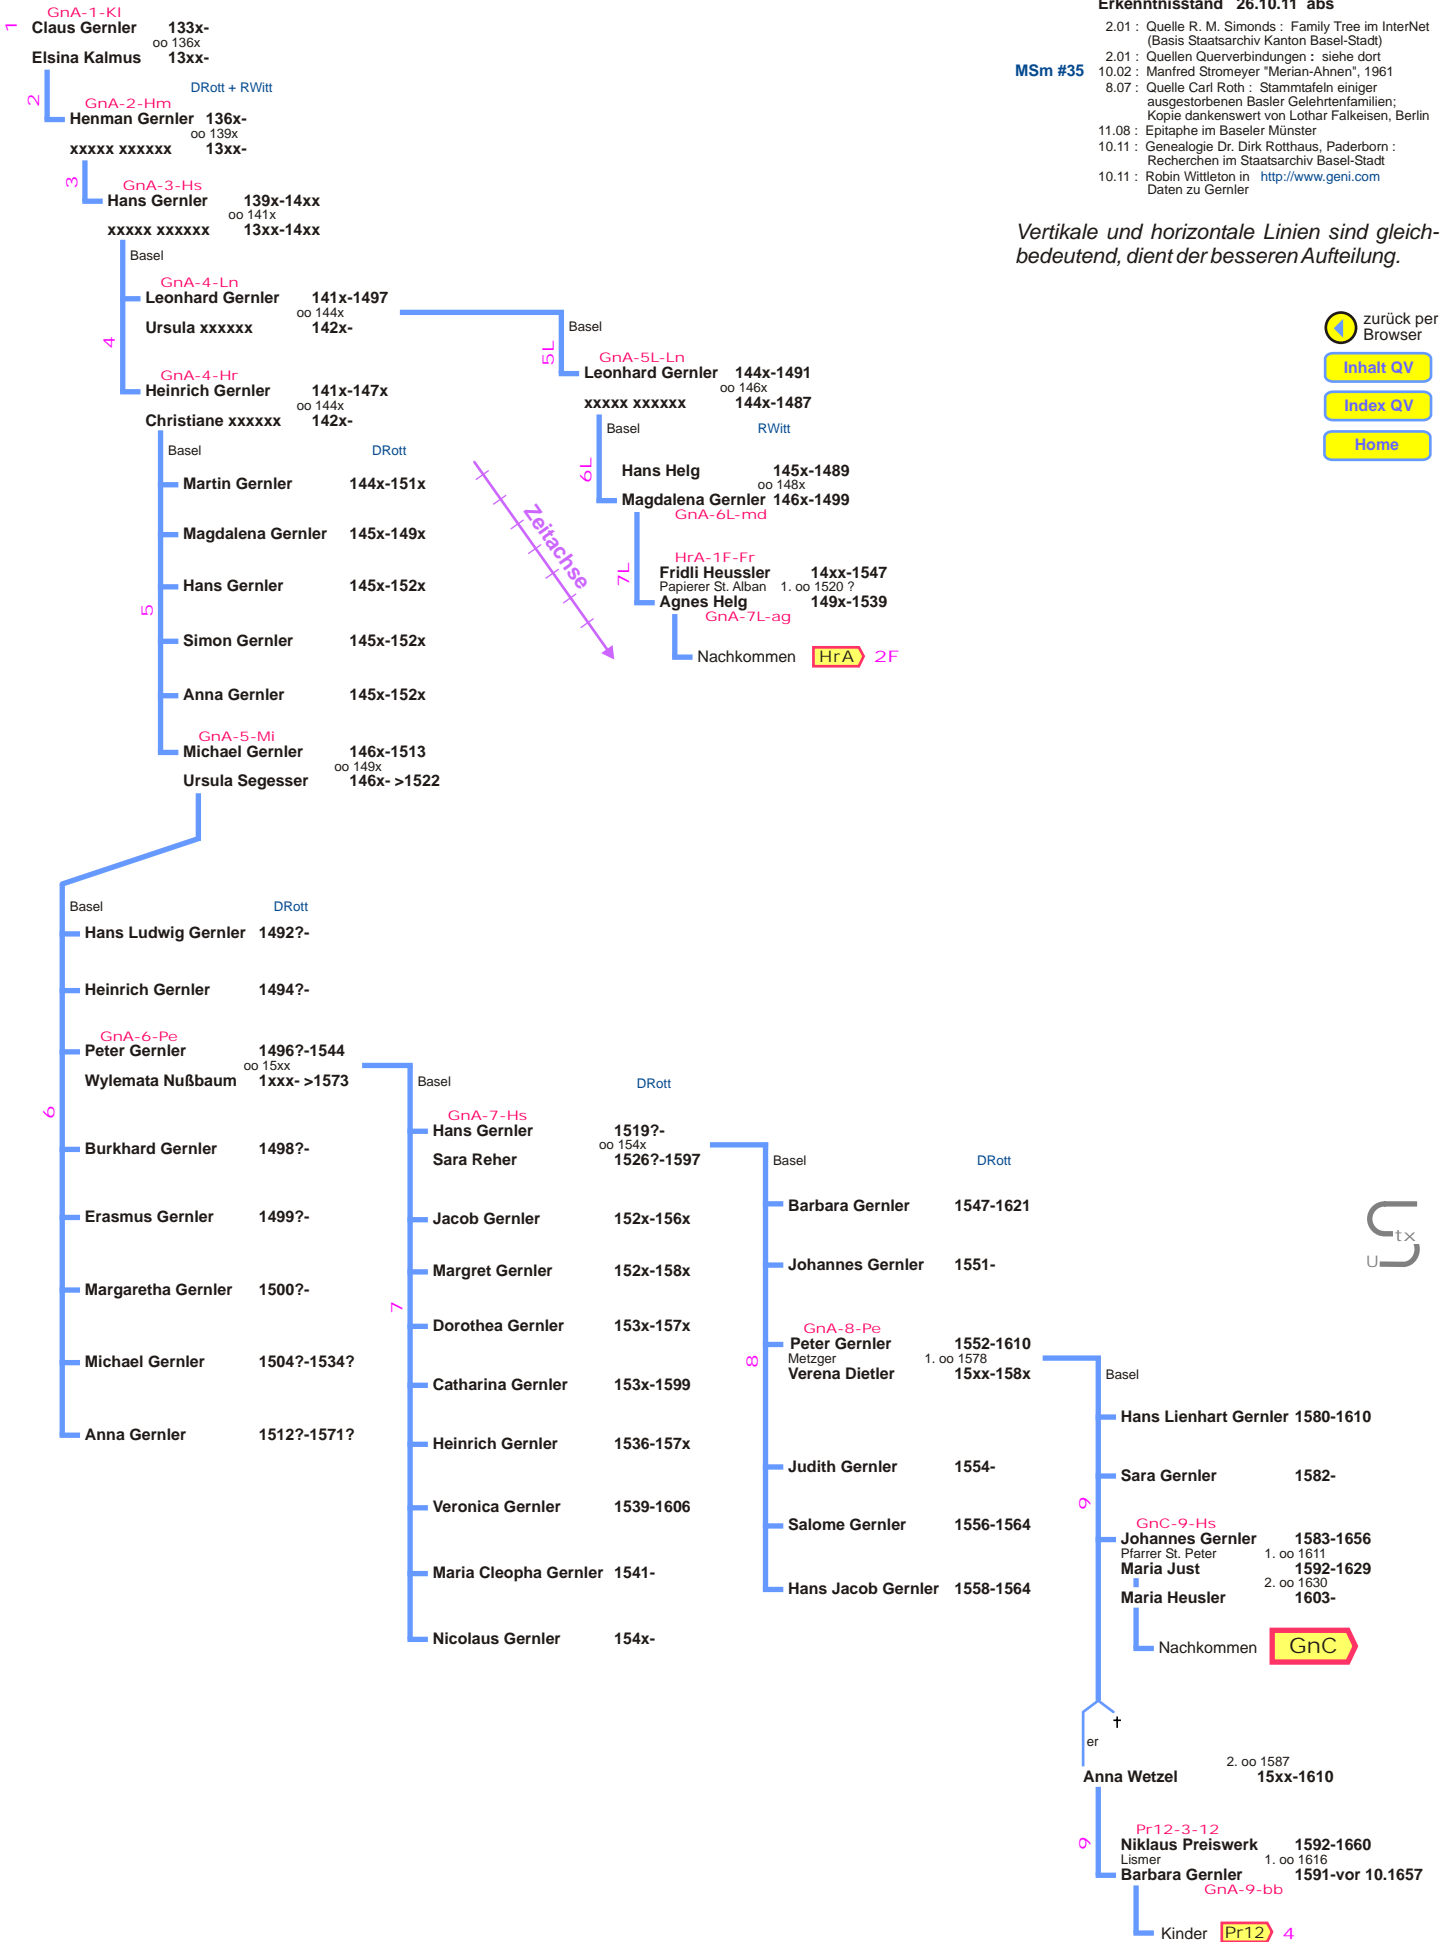 Erkenntnisstand 26.10.11 abs
2.01 : Quelle R. M. Simonds : Family Tree im InterNet
(Basis Staatsarchiv Kanton Basel-Stadt)
2.01 : Quellen Querverbindungen : siehe dort
MSm #35 10.02 : Manfred Stromeyer "Merian-Ahnen", 1961
8.07 : Quelle Carl Roth : Stammtafeln einiger
ausgestorbenen Basler Gelehrtenfamilien;
Kopie dankenswert von Lothar Falkeisen, Berlin
11.08 : Epitaphe im Baseler Münster
10.11 : Genealogie Dr. Dirk Rotthaus, Paderborn :
Recherchen im Staatsarchiv Basel-Stadt
10.11 : Robin Wittleton in http://www.geni.com
Daten zu Gernler
Vertikale und horizontale Linien sind gleich-
bedeutend, dient der besseren Aufteilung.
zurück per
Browser
Inhalt QV
Index QV
Home
1
GnA-1-Kl
Claus Gernler 133x-
oo 136x
Elsina Kalmus 13xx-
2
DRott + RWitt
GnA-2-Hm
Henman Gernler 136x-
oo 139x
xxxxx xxxxxx 13xx-
3
GnA-3-Hs
Hans Gernler 139x-14xx
oo 141x
xxxxx xxxxxx 13xx-14xx
Basel
4
GnA-4-Ln
Leonhard Gernler 141x-1497
oo 144x
Ursula xxxxxx 142x-
GnA-4-Hr
Heinrich Gernler 141x-147x
oo 144x
Christiane xxxxxx 142x-
Basel
5L
GnA-5L-Ln
Leonhard Gernler 144x-1491
oo 146x
xxxxx xxxxxx 144x-1487
Basel RWitt
6L
Hans Helg 145x-1489
oo 148x
Magdalena Gernler 146x-1499
GnA-6L-md
7L
HrA-1F-Fr
Fridli Heussler 14xx-1547
Papierer St. Alban 1. oo 1520 ?
Agnes Helg 149x-1539
GnA-7L-ag
Nachkommen HrA 2F
Zeitachse
Basel DRott
5
Martin Gernler 144x-151x
Magdalena Gernler 145x-149x
Hans Gernler 145x-152x
Simon Gernler 145x-152x
Anna Gernler 145x-152x
GnA-5-Mi
Michael Gernler 146x-1513
oo 149x
Ursula Segesser 146x- >1522
Basel DRott
6
Hans Ludwig Gernler 1492?-
Heinrich Gernler 1494?-
GnA-6-Pe
Peter Gernler 1496?-1544
oo 15xx
Wylemata Nußbaum 1xxx- >1573
Burkhard Gernler 1498?-
Erasmus Gernler 1499?-
Margaretha Gernler 1500?-
Michael Gernler 1504?-1534?
Anna Gernler 1512?-1571?
Basel DRott
7
GnA-7-Hs
Hans Gernler 1519?-
oo 154x
Sara Reher 1526?-1597
Jacob Gernler 152x-156x
Margret Gernler 152x-158x
Dorothea Gernler 153x-157x
Catharina Gernler 153x-1599
Heinrich Gernler 1536-157x
Veronica Gernler 1539-1606
Maria Cleopha Gernler 1541-
Nicolaus Gernler 154x-
Basel DRott
8
Barbara Gernler 1547-1621
Johannes Gernler 1551-
GnA-8-Pe
Peter Gernler 1552-1610
Metzger 1. oo 1578
Verena Dietler 15xx-158x
Judith Gernler 1554-
Salome Gernler 1556-1564
Hans Jacob Gernler 1558-1564
S tx
U
Basel
9
Hans Lienhart Gernler 1580-1610
Sara Gernler 1582-
GnC-9-Hs
Johannes Gernler 1583-1656
Pfarrer St. Peter 1. oo 1611
Maria Just 1592-1629
2. oo 1630
Maria Heusler 1603-
Nachkommen GnC
†
er
2. oo 1587
Anna Wetzel 15xx-1610
9
Pr12-3-12
Niklaus Preiswerk 1592-1660
Lismer 1. oo 1616
Barbara Gernler 1591-vor 10.1657
GnA-9-bb
Kinder Pr12 4